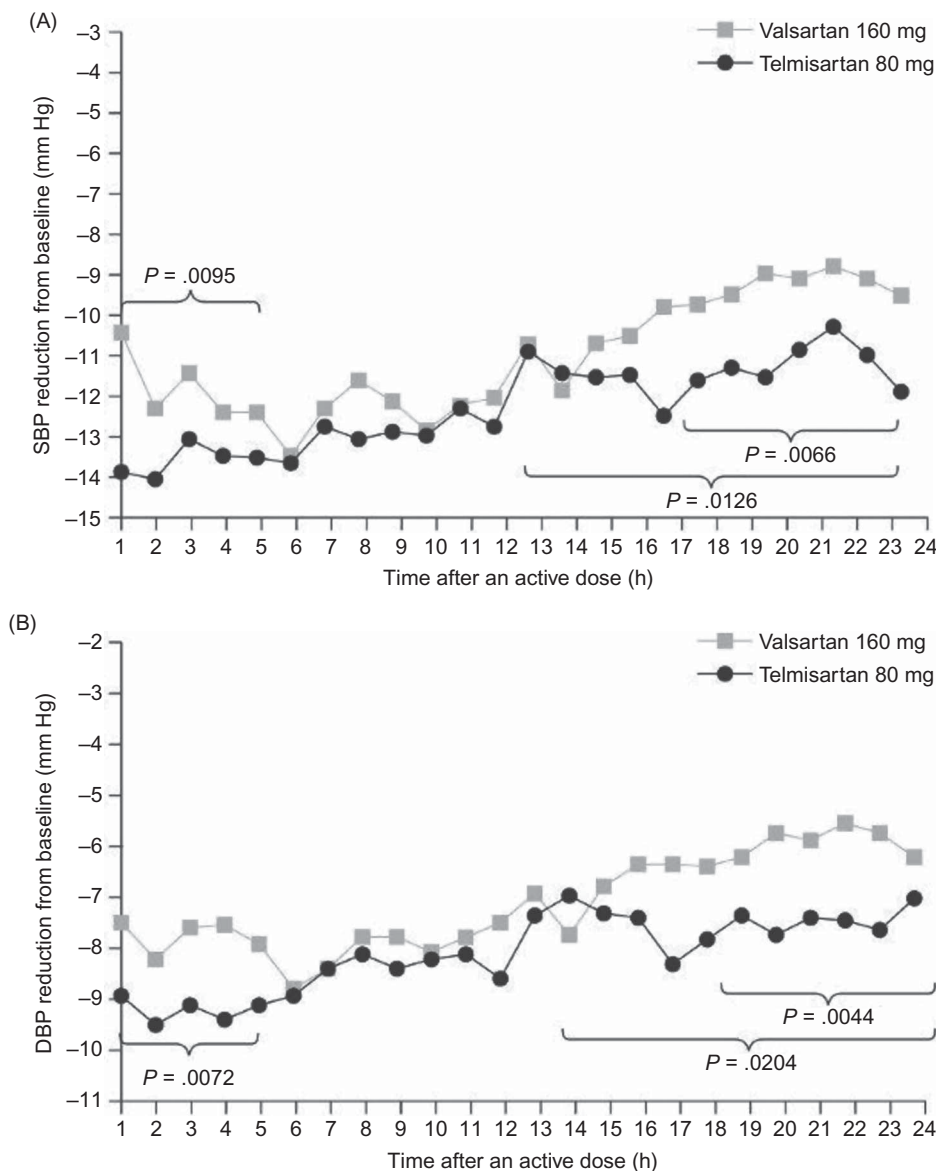 (A)
Valsartan 160 mg
Telmisartan 80 mg
SBP reduction from baseline (mm Hg)
–3
–4
–5
–6
–7
–8
–9
–10
–11
–12
–13
–14
–15
P = .0095
P = .0066
P = .0126
1 2 3 4 5 6 7 8 9 10 11 12 13 14 15 16 17 18 19 20 21 22 23 24
Time after an active dose (h)
(B)
Valsartan 160 mg
Telmisartan 80 mg
DBP reduction from baseline (mm Hg)
–2
–3
–4
–5
–6
–7
–8
–9
–10
–11
P = .0044
P = .0204
P = .0072
1 2 3 4 5 6 7 8 9 10 11 12 13 14 15 16 17 18 19 20 21 22 23 24
Time after an active dose (h)